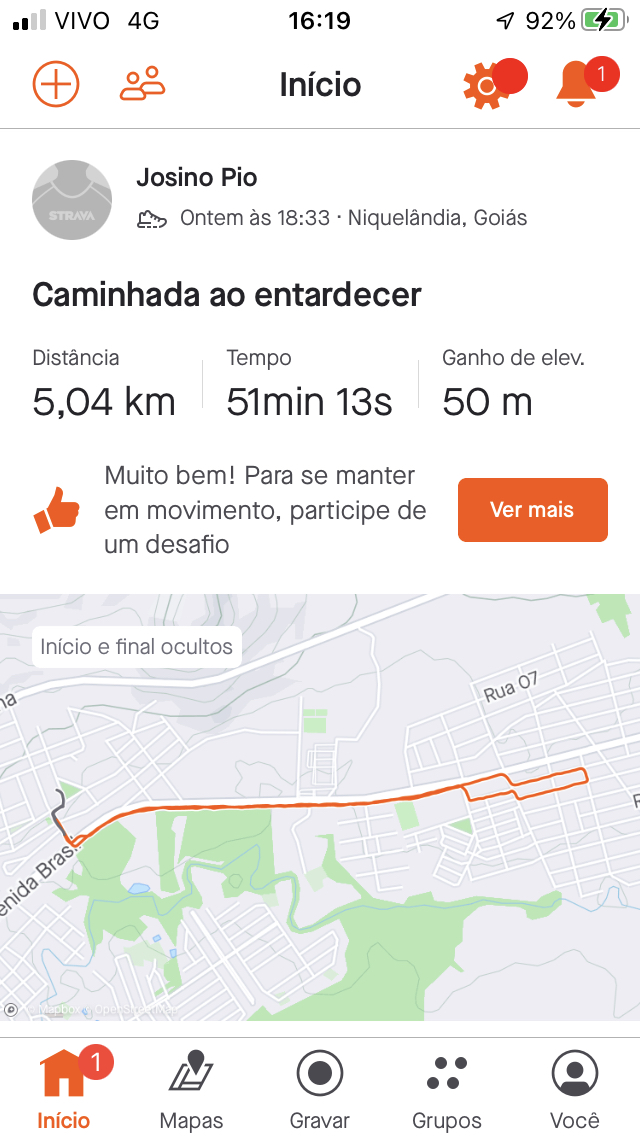 VIVO 4G 16:19 92%
Início
1
STRAVA
Josino Pio
Ontem às 18:33 · Niquelândia, Goiás
Caminhada ao entardecer
Distância Tempo Ganho de elev.
5,04 km 51min 13s 50 m
Muito bem! Para se manter
em movimento, participe de
um desafio
Ver mais
Início e final ocultos
Rua 07
enida Bras
© Mapbox © OpenStreetMap
1
Início Mapas Gravar Grupos Você